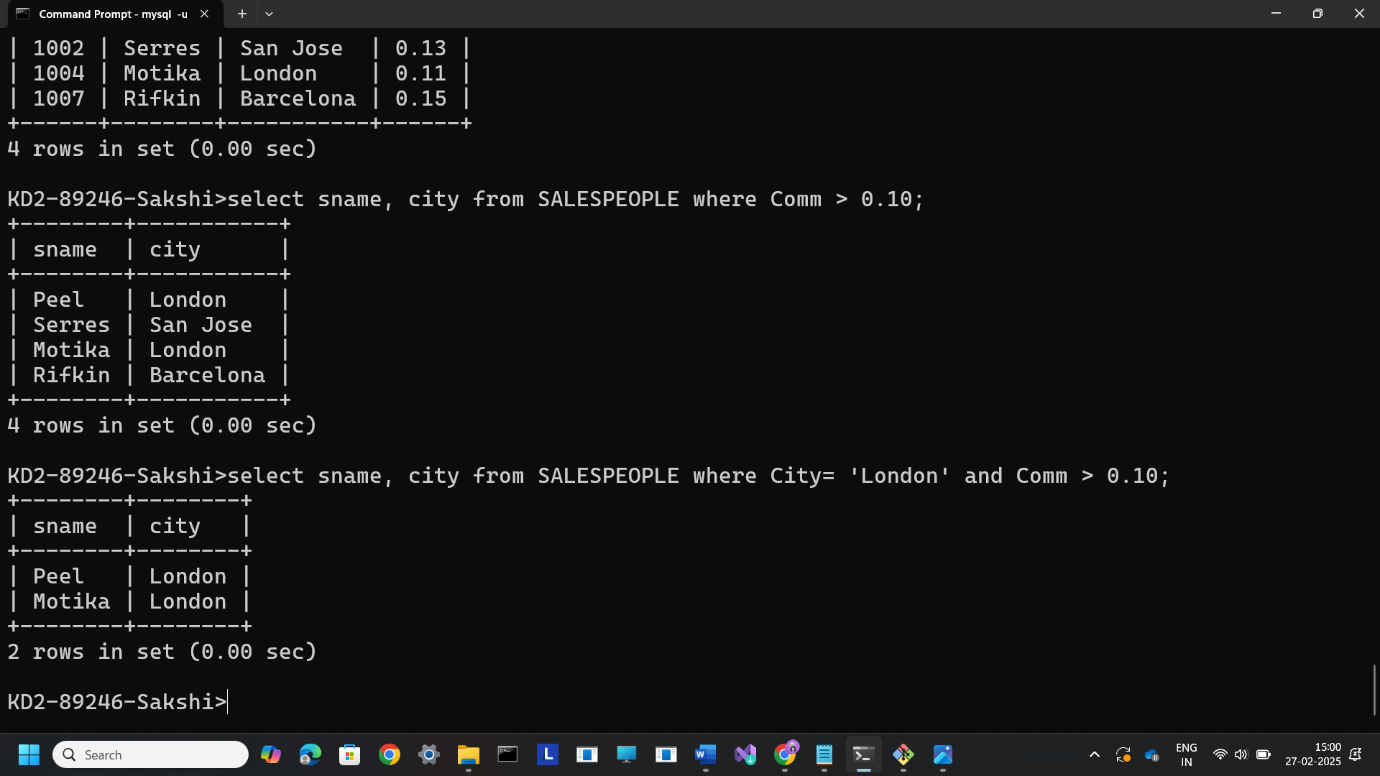 Command Prompt - mysql -u
| 1002 | Serres | San Jose  | 0.13 |
| 1004 | Motika | London    | 0.11 |
| 1007 | Rifkin | Barcelona | 0.15 |
+------+--------+-----------+------+
4 rows in set (0.00 sec)
KD2-89246-Sakshi>select sname, city from SALESPEOPLE where Comm > 0.10;
+--------+-----------+
| sname  | city      |
+--------+-----------+
| Peel   | London    |
| Serres | San Jose  |
| Motika | London    |
| Rifkin | Barcelona |
+--------+-----------+
4 rows in set (0.00 sec)
KD2-89246-Sakshi>select sname, city from SALESPEOPLE where City= 'London' and Comm > 0.10;
+--------+--------+
| sname  | city   |
+--------+--------+
| Peel   | London |
| Motika | London |
+--------+--------+
2 rows in set (0.00 sec)
KD2-89246-Sakshi>
Search
L
W
ENG
IN
15:00
27-02-2025